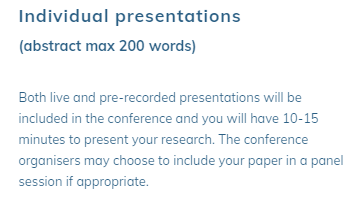 Individual presentations
(abstract max 200 words)
Both live and pre-recorded presentations will be
included in the conference and you will have 10-15
minutes to present your research. The conference
organisers may choose to include your paper in a panel
session if appropriate.